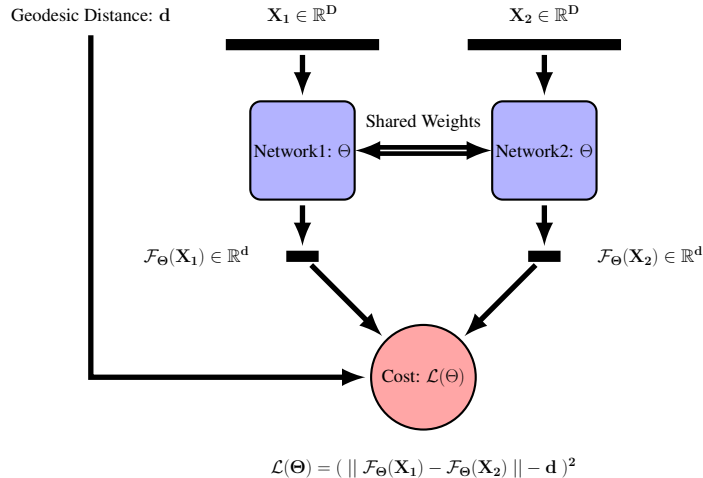 Geodesic Distance: d
X₁ ∈ ℝᴰ
X₂ ∈ ℝᴰ
Shared Weights
Network1: Θ
Network2: Θ
ℱ_Θ(X₁) ∈ ℝᵈ
ℱ_Θ(X₂) ∈ ℝᵈ
Cost: ℒ(Θ)
ℒ(Θ) = ( || ℱ_Θ(X₁) − ℱ_Θ(X₂) || − d )²